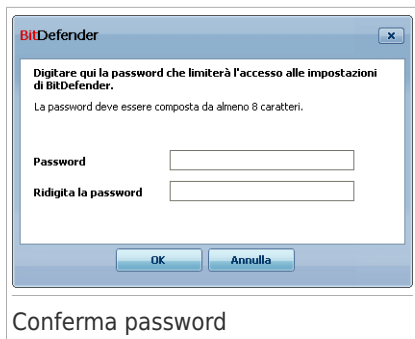 BitDefender
Digitare qui la password che limiterà l'accesso alle impostazioni
di BitDefender.
La password deve essere composta da almeno 8 caratteri.
Password
Ridigita la password
OK
Annulla
Conferma password